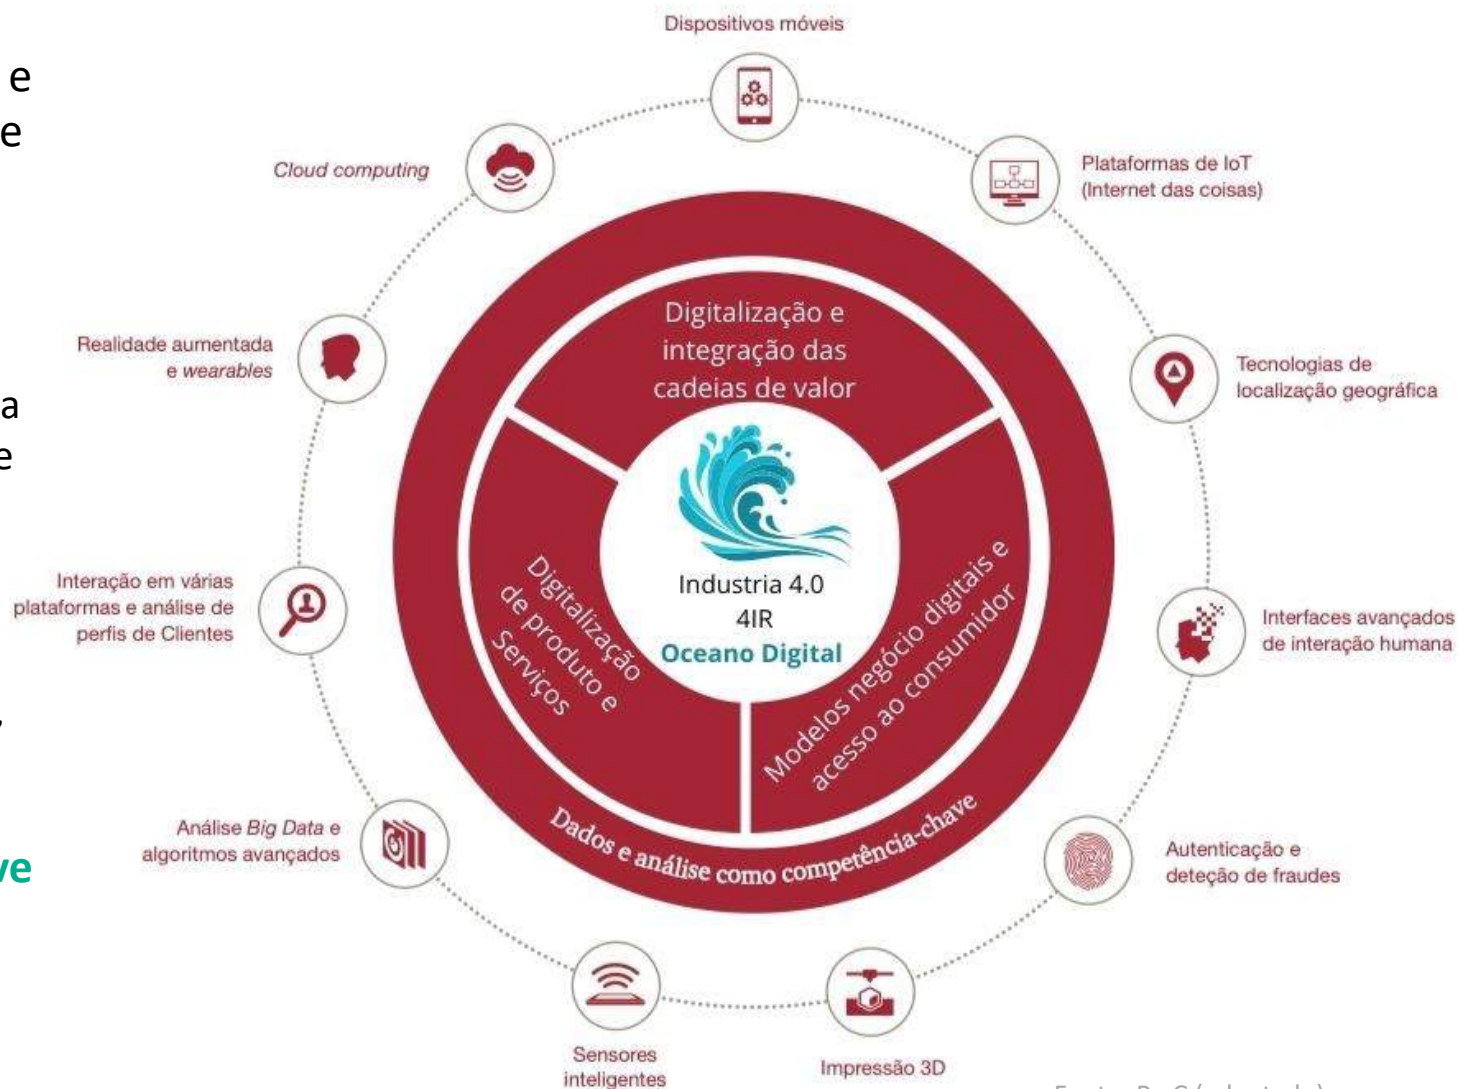 e
e
a
e
,
ve
Dispositivos móveis
Plataformas de IoT
(Internet das coisas)
Tecnologias de
localização geográfica
Interfaces avançados
de interação humana
Autenticação e
deteção de fraudes
Impressão 3D
Sensores
inteligentes
Análise Big Data e
algoritmos avançados
Interação em várias
plataformas e análise de
perfis de Clientes
Realidade aumentada
e wearables
Cloud computing
Digitalização e
integração das
cadeias de valor
Modelos negócio digitais e
acesso ao consumidor
Digitalização
de produto e
Serviços
Industria 4.0
4IR
Oceano Digital
Dados e análise como competência-chave